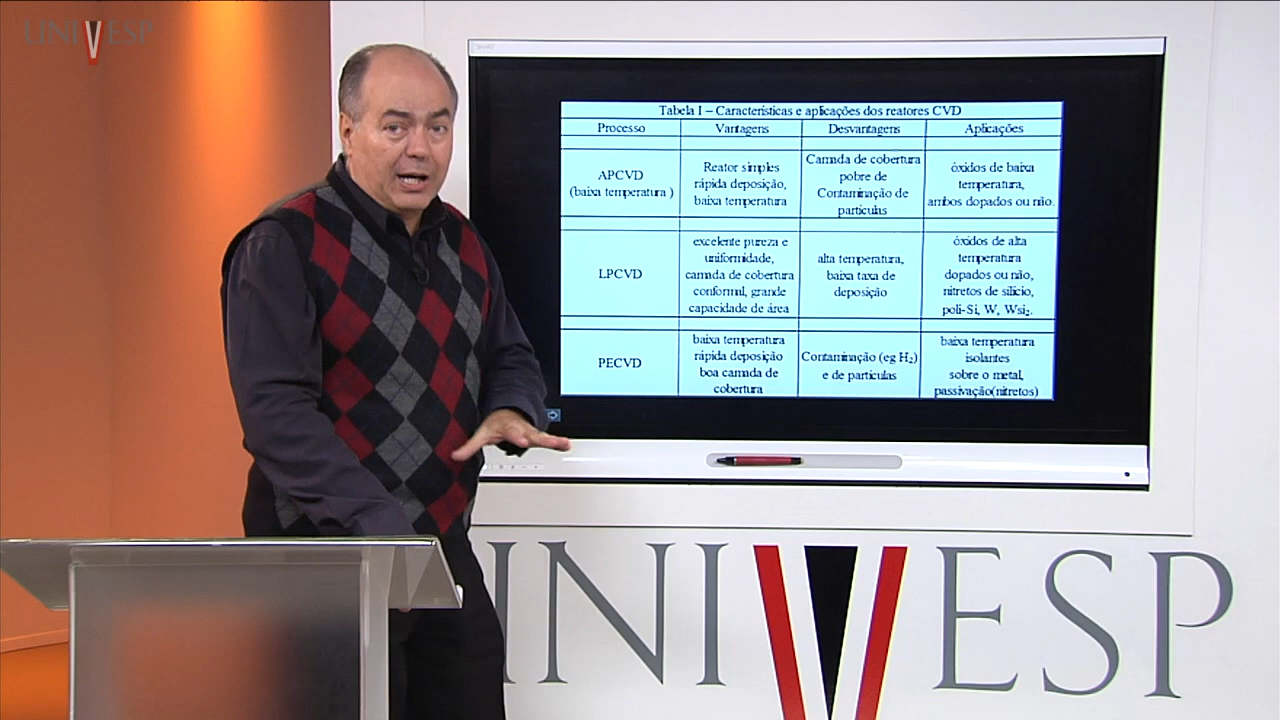 UNIVESP
Tabela I – Características e aplicações dos reatores CVD
Processo
Vantagens
Desvantagens
Aplicações
APCVD
(baixa temperatura )
Reator simples
rápida deposição,
baixa temperatura
Camada de cobertura
pobre de
Contaminação de
partículas
óxidos de baixa
temperatura,
ambos dopados ou não.
LPCVD
excelente pureza e
uniformidade,
camada de cobertura
conformal, grande
capacidade de área
alta temperatura,
baixa taxa de
deposição
óxidos de alta
temperatura
dopados ou não,
nitretos de silício,
poli-Si, W, Wsi₂.
PECVD
baixa temperatura
rápida deposição
boa camada de
cobertura
Contaminação (eg H₂)
e de partículas
baixa temperatura
isolantes
sobre o metal,
passivação(nitretos)
UNIVESP